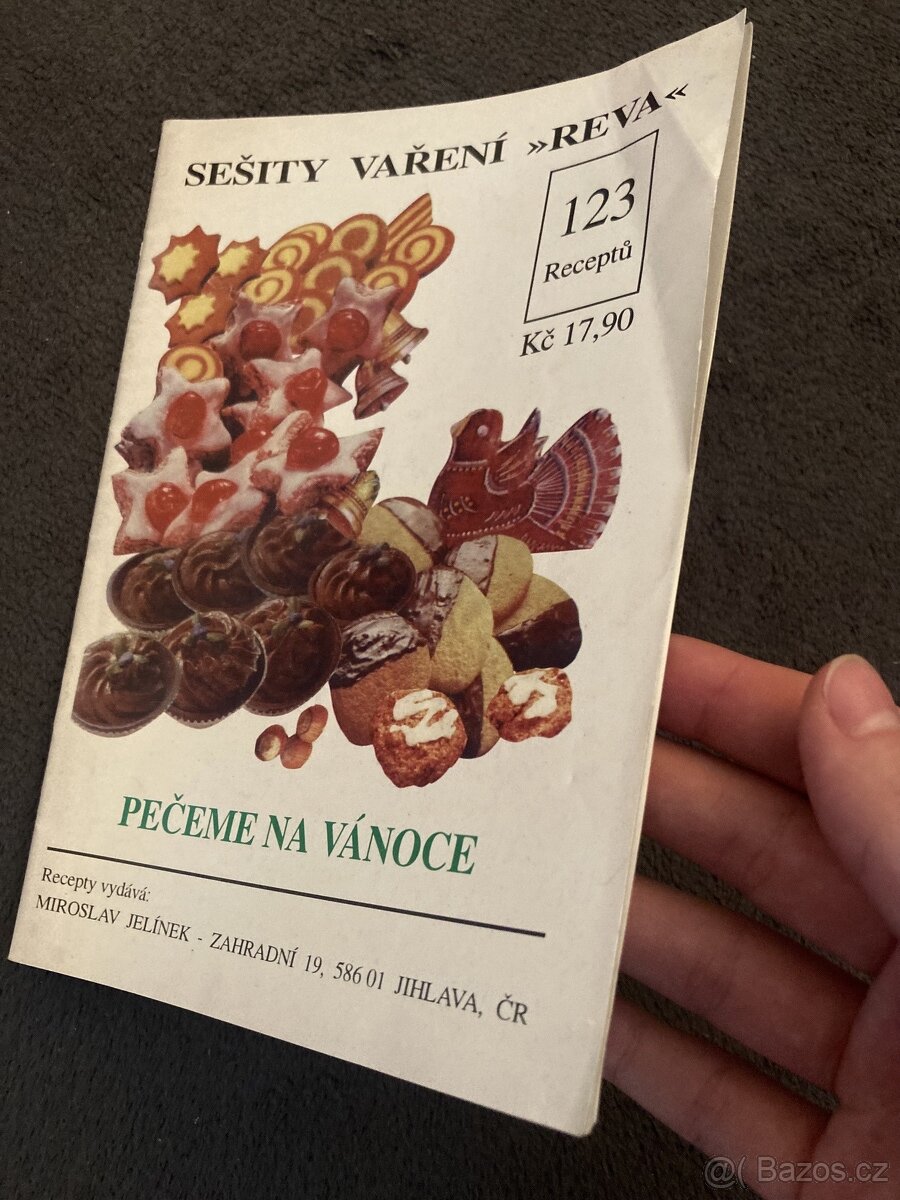 SEŠITY VAŘENÍ »REVA«
123
Receptů
Kč 17,90
PEČEME NA VÁNOCE
Recepty vydává:
MIROSLAV JELÍNEK - ZAHRADNÍ 19, 586 01 JIHLAVA, ČR
@( Bazos.cz